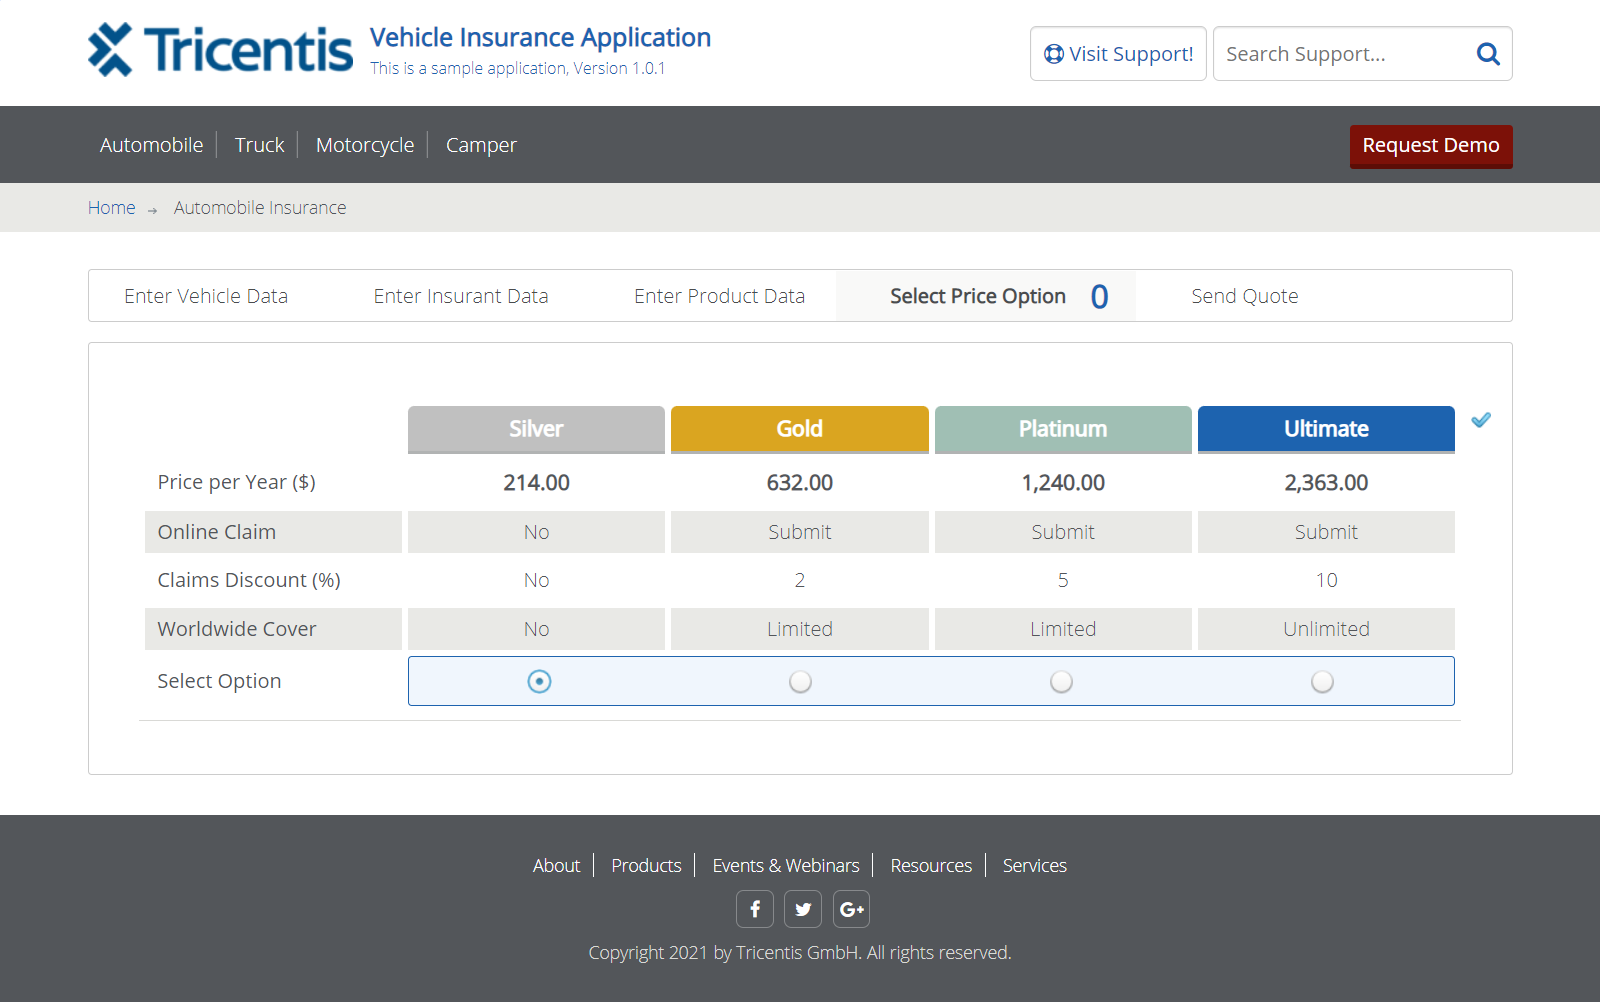 Tricentis
Vehicle Insurance Application
This is a sample application, Version 1.0.1
Visit Support!
Search Support...
Automobile
Truck
Motorcycle
Camper
Request Demo
Home → Automobile Insurance
Enter Vehicle Data
Enter Insurant Data
Enter Product Data
Select Price Option 0
Send Quote
Silver Gold Platinum Ultimate
Price per Year ($) 214.00 632.00 1,240.00 2,363.00
Online Claim No Submit Submit Submit
Claims Discount (%) No 2 5 10
Worldwide Cover No Limited Limited Unlimited
Select Option
About Products Events & Webinars Resources Services
f G+
Copyright 2021 by Tricentis GmbH. All rights reserved.